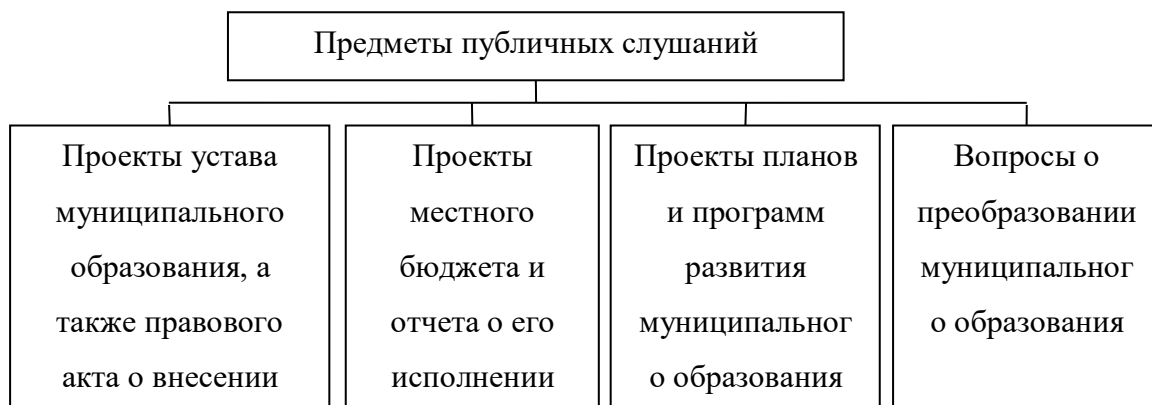 Предметы публичных слушаний
Проекты устава
муниципального
образования, а
также правового
акта о внесении
Проекты
местного
бюджета и
отчета о его
исполнении
Проекты планов
и программ
развития
муниципальног
о образования
Вопросы о
преобразовании
муниципальног
о образования